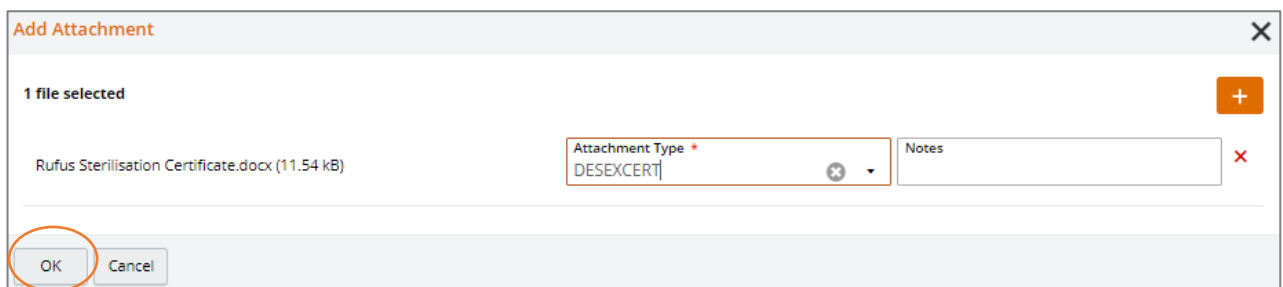 Add Attachment
1 file selected
Rufus Sterilisation Certificate.docx (11.54 kB)
Attachment Type *
DESEXCERT
Notes
OK
Cancel